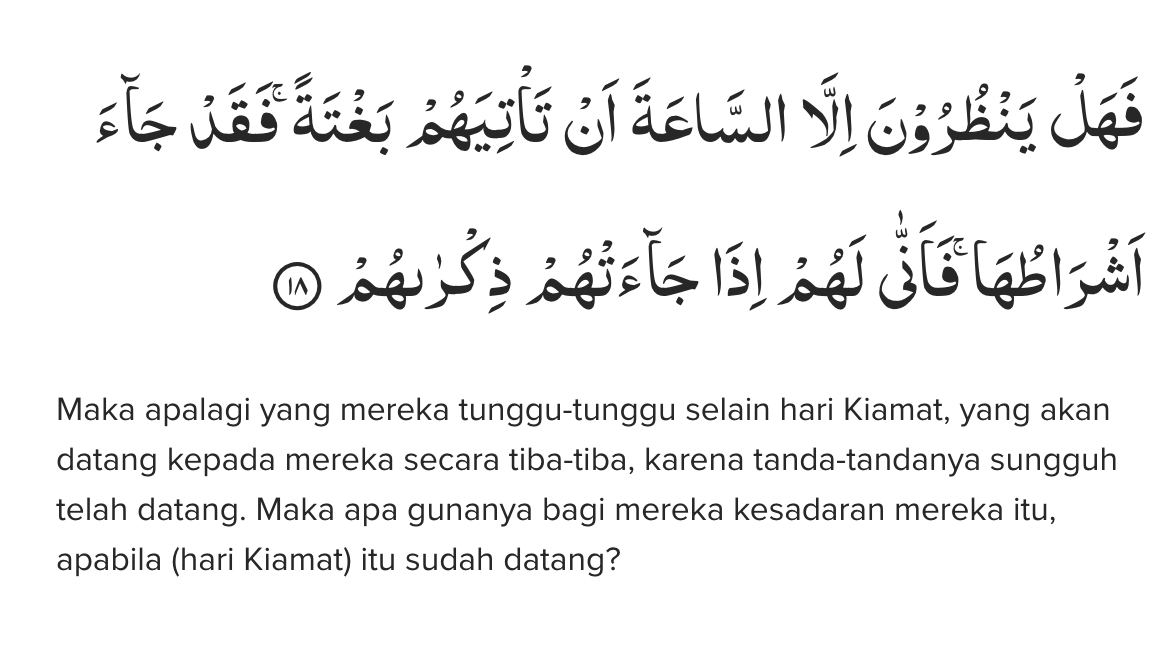 فَهَلْ يَنْظُرُوْنَ اِلَّا السَّاعَةَ اَنْ تَأْتِيَهُمْ بَغْتَةً ۚ فَقَدْ جَاۤءَ
اَشْرَاطُهَا ۚ فَاَنّٰى لَهُمْ اِذَا جَاۤءَتْهُمْ ذِكْرٰىهُمْ ١٨
Maka apalagi yang mereka tunggu-tunggu selain hari Kiamat, yang akan
datang kepada mereka secara tiba-tiba, karena tanda-tandanya sungguh
telah datang. Maka apa gunanya bagi mereka kesadaran mereka itu,
apabila (hari Kiamat) itu sudah datang?